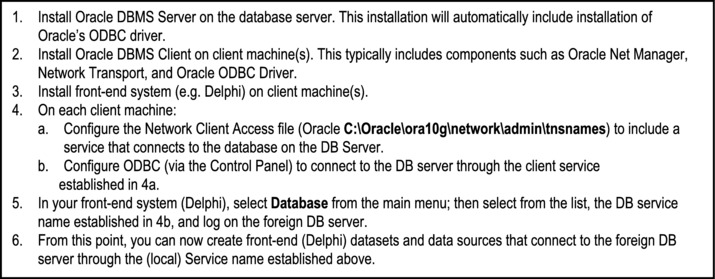 1. Install Oracle DBMS Server on the database server. This installation will automatically include installation of
Oracle's ODBC driver.
2. Install Oracle DBMS Client on client machine(s). This typically includes components such as Oracle Net Manager,
Network Transport, and Oracle ODBC Driver.
3. Install front-end system (e.g. Delphi) on client machine(s).
4. On each client machine:
a. Configure the Network Client Access file (Oracle C:\Oracle\ora10g\network\admin\tnsnames) to include a
service that connects to the database on the DB Server.
b. Configure ODBC (via the Control Panel) to connect to the DB server through the client service
established in 4a.
5. In your front-end system (Delphi), select Database from the main menu; then select from the list, the DB service
name established in 4b, and log on the foreign DB server.
6. From this point, you can now create front-end (Delphi) datasets and data sources that connect to the foreign DB
server through the (local) Service name established above.